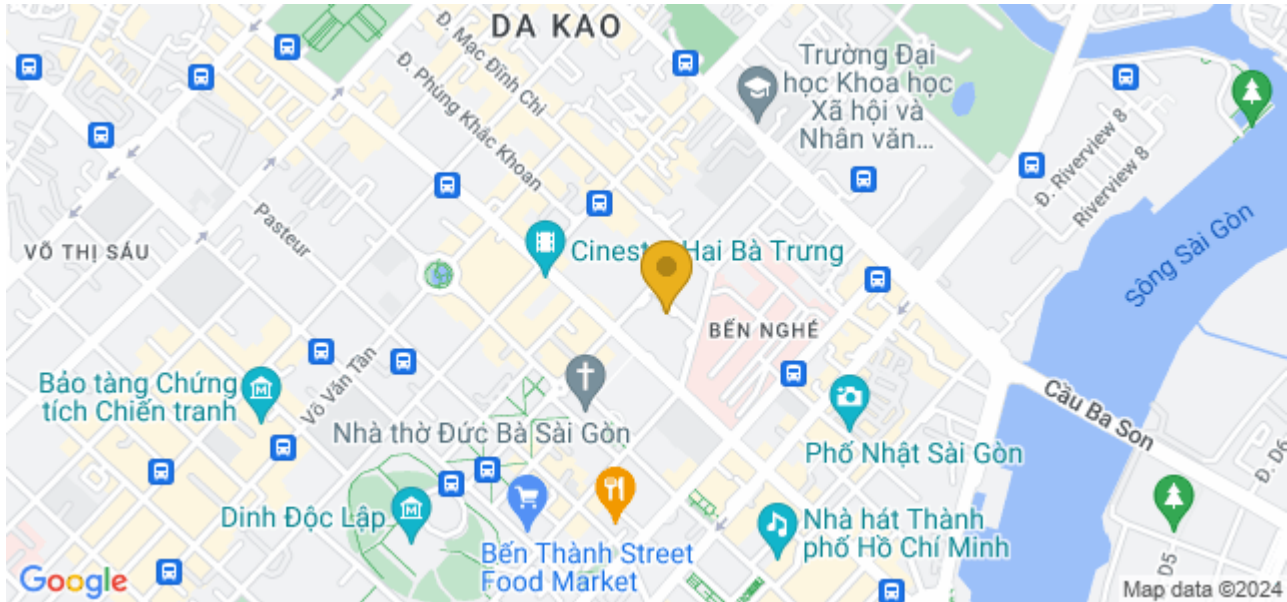 DA KAO
Đ. Mạc Đĩnh Chi
Đ. Phùng Khắc Khoan
Trường Đại
học Khoa học
Xã hội và
Nhân văn...
Đ. Riverview 8
Riverview 8
Pasteur
VÕ THỊ SÁU
Hai Bà Trưng
Sông Sài Gòn
BẾN NGHÉ
Võ Văn Tần
Bảo tàng Chứng
tích Chiến tranh
Nhà thờ Đức Bà Sài Gòn
Cầu Ba Son
Phố Nhật Sài Gòn
Đ. D6
Dinh Độc Lập
Nhà hát Thành
phố Hồ Chí Minh
Bến Thành Street
Food Market
D5
Google
Map data ©2024